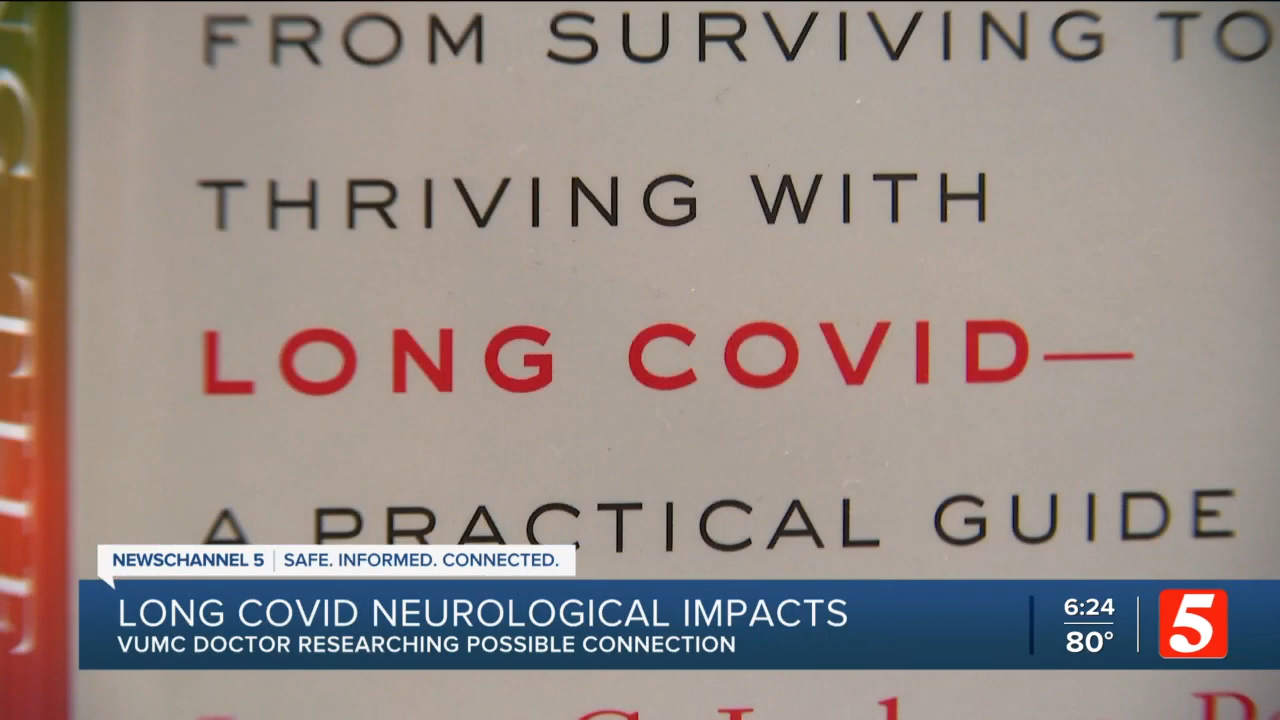 FROM SURVIVING TO
THRIVING WITH
LONG COVID—
A PRACTICAL GUIDE
NEWSCHANNEL 5 | SAFE. INFORMED. CONNECTED.
LONG COVID NEUROLOGICAL IMPACTS
VUMC DOCTOR RESEARCHING POSSIBLE CONNECTION
6:24
80°
5